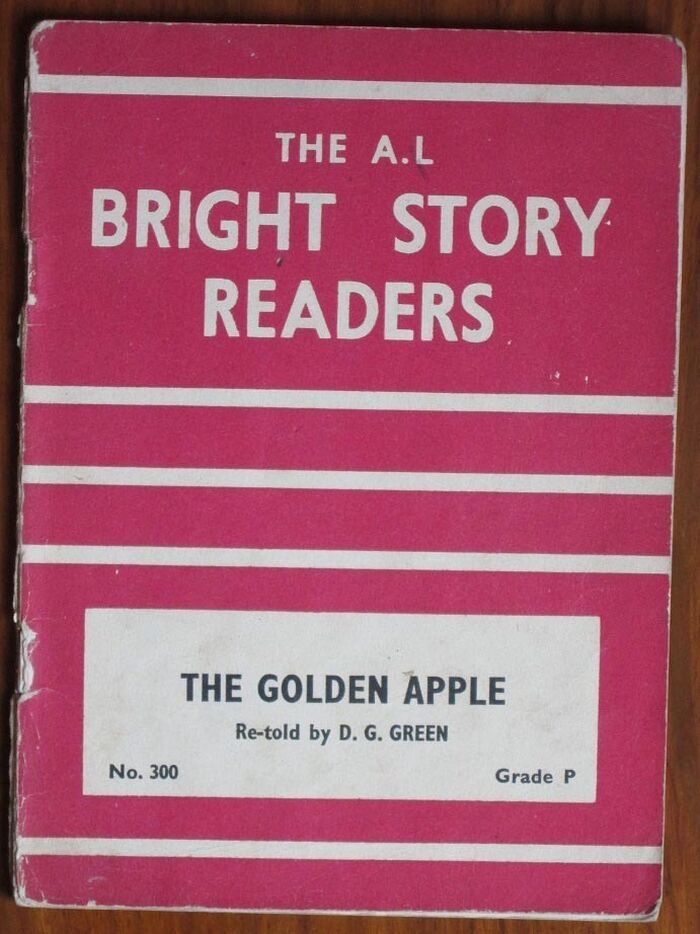 THE A.L
BRIGHT STORY
READERS
THE GOLDEN APPLE
Re-told by D. G. GREEN
No. 300 Grade P